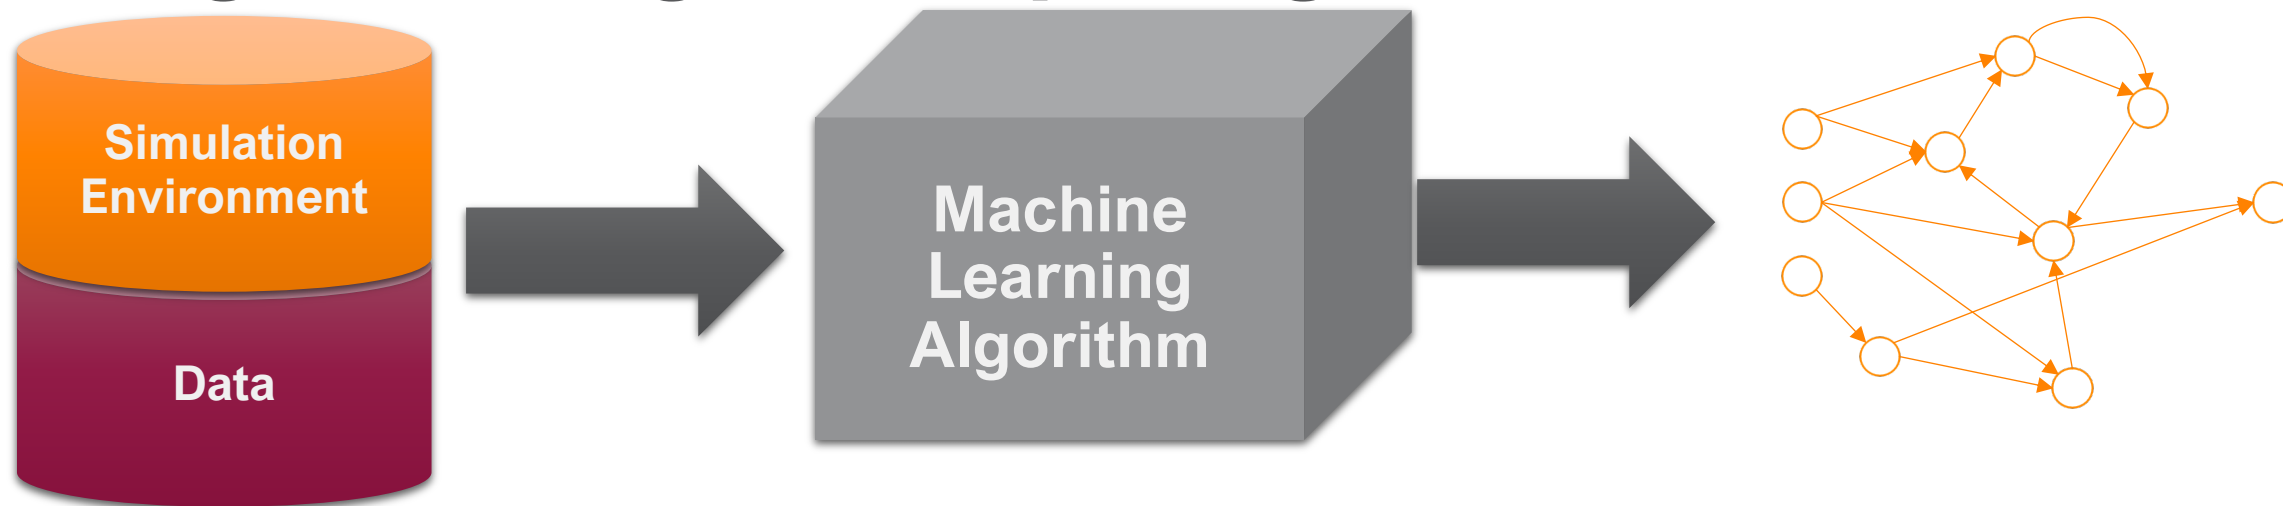 Simulation
Environment
Data
Machine
Learning
Algorithm